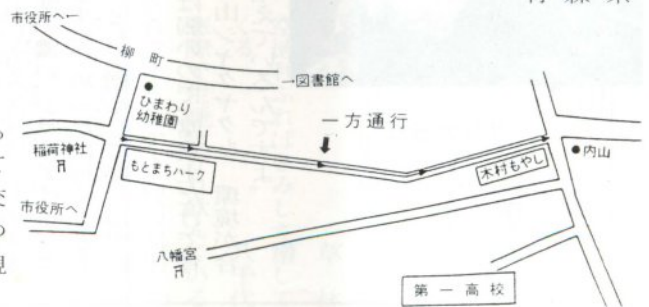 市役所へ←
柳町
→図書館へ
ひまわり
幼稚園
一方通行
稲荷神社
もとまちパーク
木村もやし
内山
市役所へ
八幡宮
第一高校